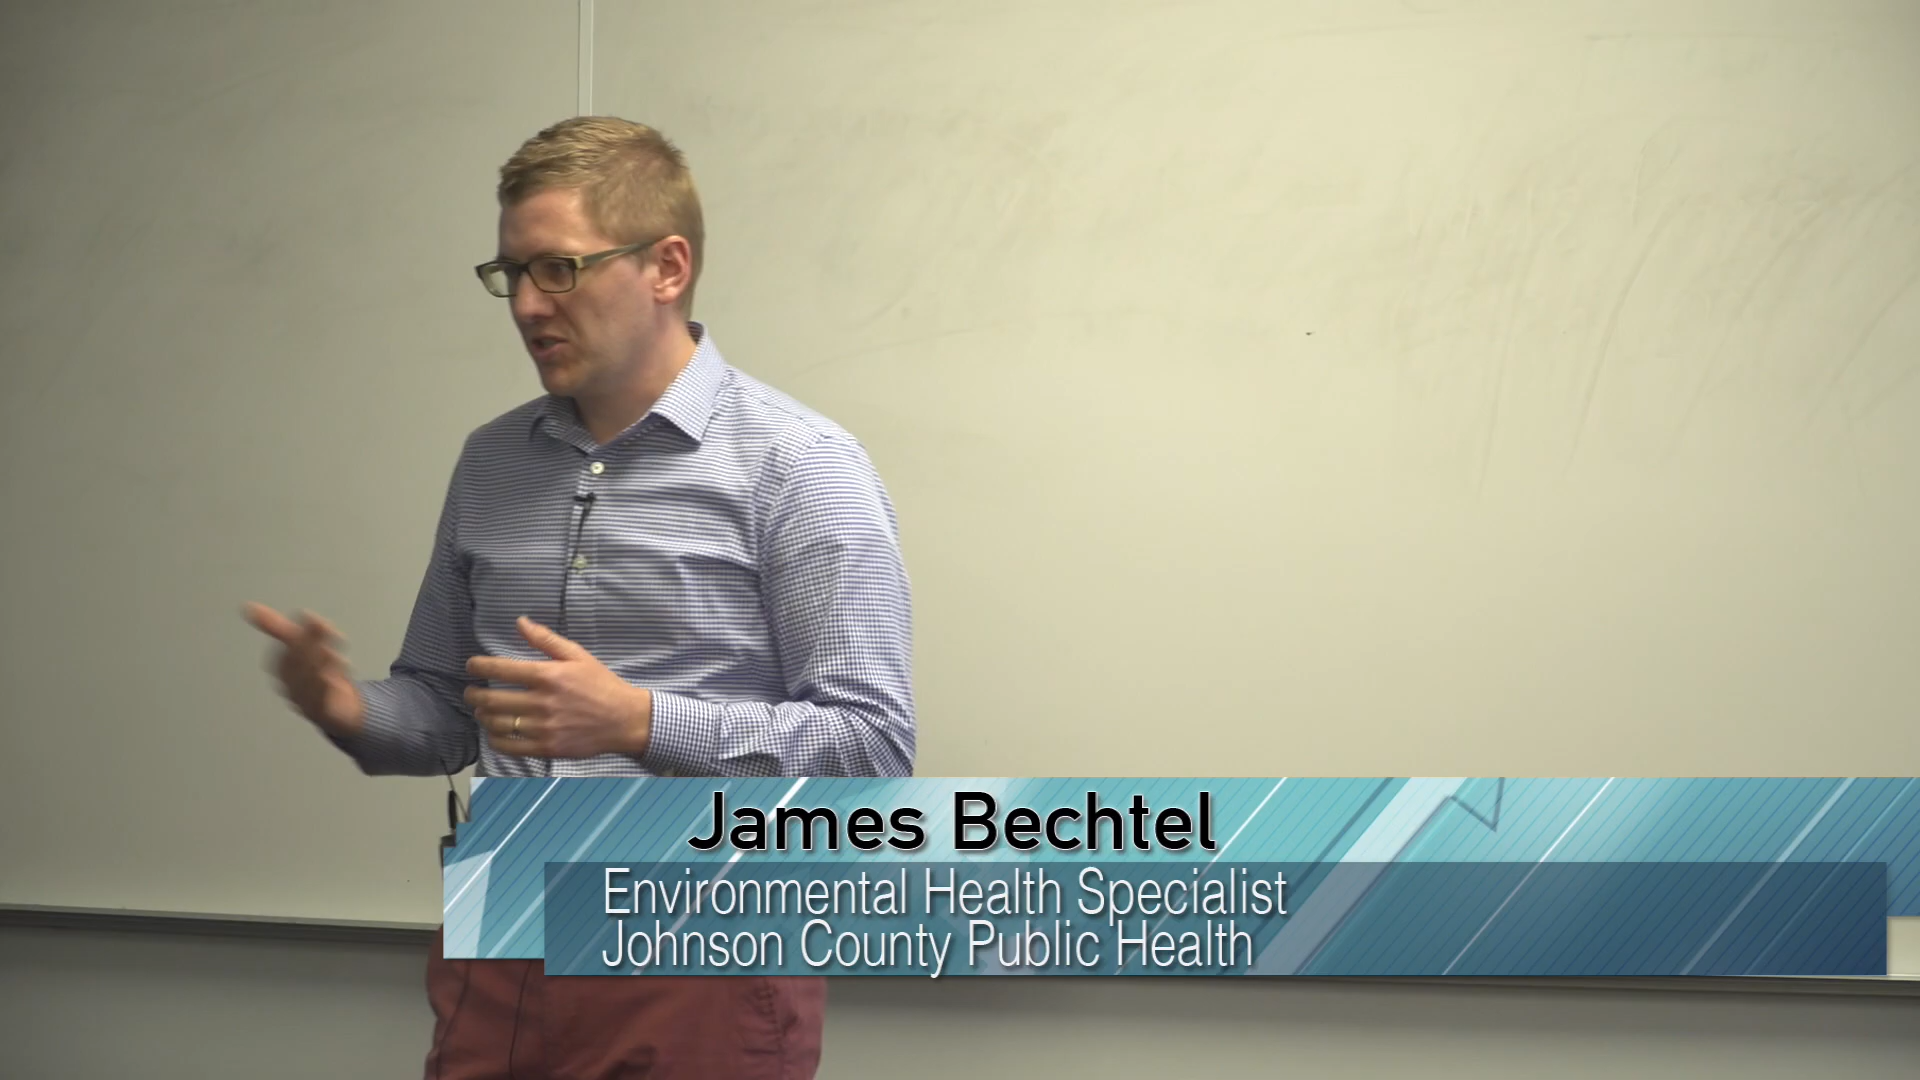 James Bechtel
Environmental Health Specialist
Johnson County Public Health